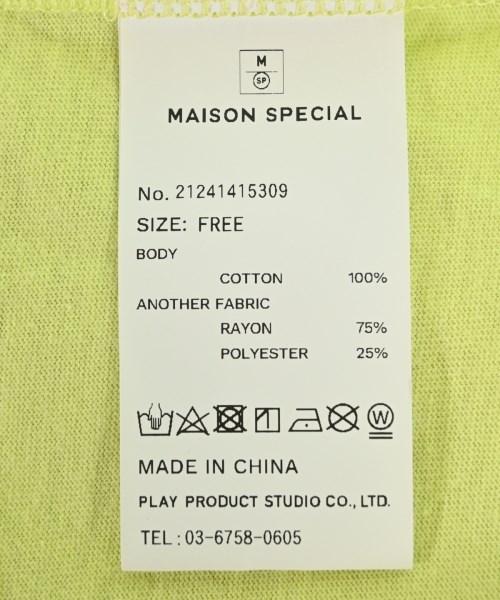 M
SP
MAISON SPECIAL
No. 21241415309
SIZE: FREE
BODY
COTTON 100%
ANOTHER FABRIC
RAYON 75%
POLYESTER 25%
W
MADE IN CHINA
PLAY PRODUCT STUDIO CO., LTD.
TEL : 03-6758-0605